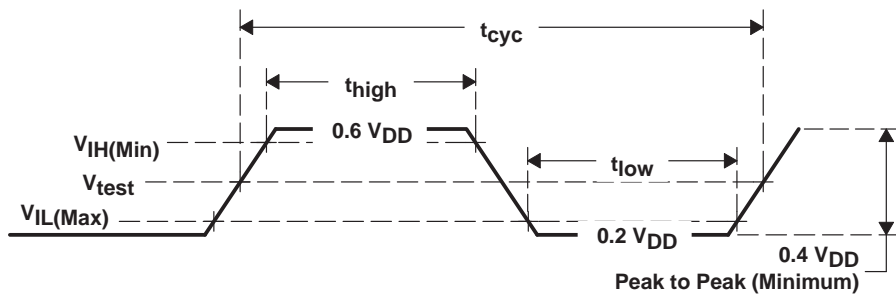 tcyc
thigh
0.6 VDD
VIH(Min)
tlow
Vtest
VIL(Max)
0.2 VDD
0.4 VDD
Peak to Peak (Minimum)